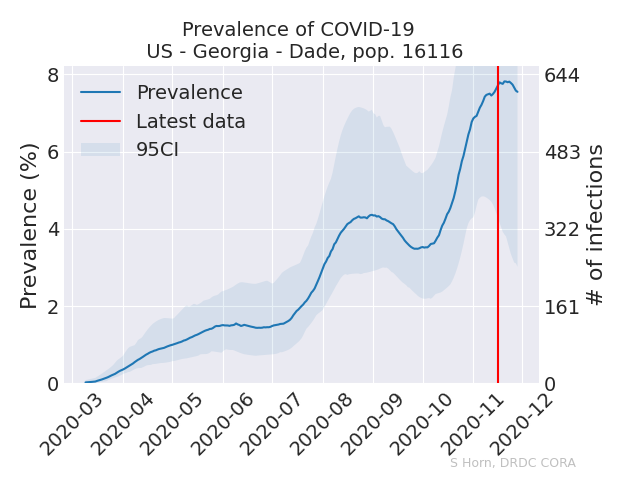 Prevalence of COVID-19
US - Georgia - Dade, pop. 16116
Prevalence
Latest data
95CI
Prevalence (%)
8
6
4
2
0
644
483
322
161
0
# of infections
2020-03
2020-04
2020-05
2020-06
2020-07
2020-08
2020-09
2020-10
2020-11
2020-12
S Horn, DRDC CORA